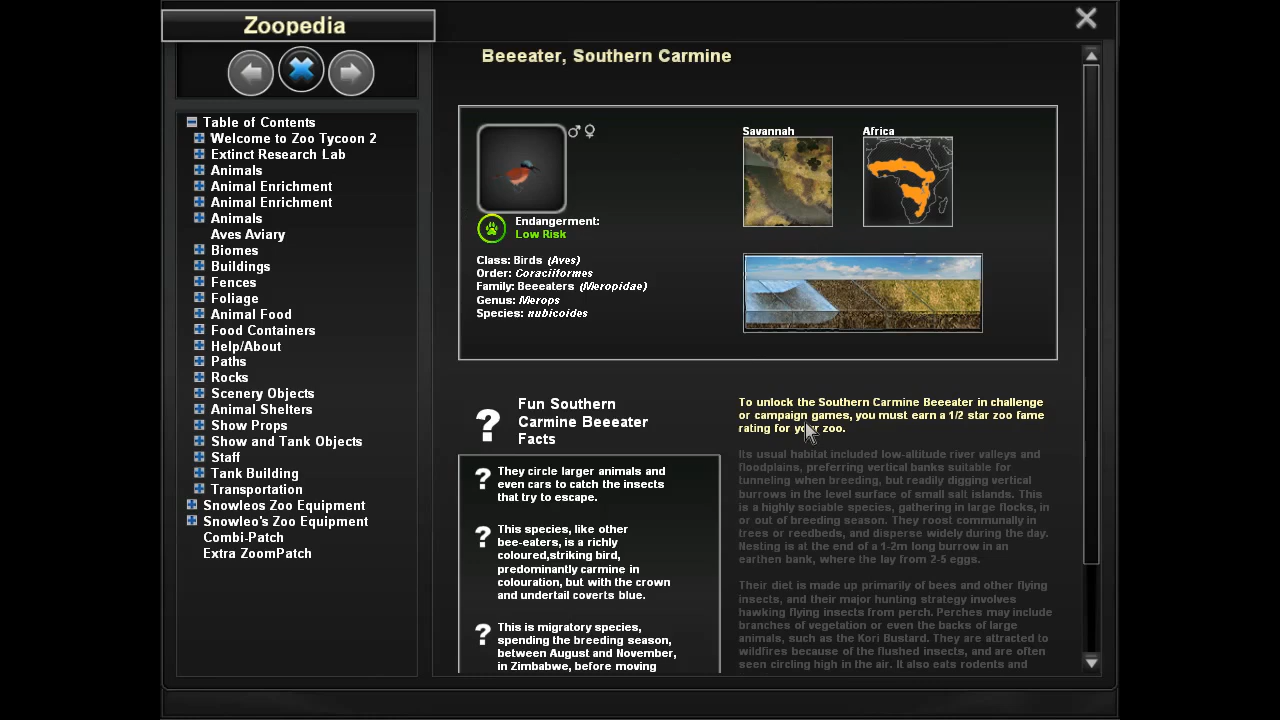 Zoopedia
Table of Contents
Welcome to Zoo Tycoon 2
Extinct Research Lab
Animals
Animal Enrichment
Animal Enrichment
Animals
Aves Aviary
Biomes
Buildings
Fences
Foliage
Animal Food
Food Containers
Help/About
Paths
Rocks
Scenery Objects
Animal Shelters
Show Props
Show and Tank Objects
Staff
Tank Building
Transportation
Snowleos Zoo Equipment
Snowleo's Zoo Equipment
Combi-Patch
Extra ZoomPatch
Beeeater, Southern Carmine
Endangerment:
Low Risk
Class: Birds (Aves)
Order: Coraciiformes
Family: Beeeaters (Meropidae)
Genus: Merops
Species: nubicoides
Savannah
Africa
Fun Southern
Carmine Beeeater
Facts
They circle larger animals and
even cars to catch the insects
that try to escape.
This species, like other
bee-eaters, is a richly
coloured,striking bird,
predominantly carmine in
colouration, but with the crown
and undertail coverts blue.
This is migratory species,
spending the breeding season,
between August and November,
in Zimbabwe, before moving
To unlock the Southern Carmine Beeeater in challenge
or campaign games, you must earn a 1/2 star zoo fame
rating for your zoo.
Its usual habitat included low-altitude river valleys and
floodplains, preferring vertical banks suitable for
tunneling when breeding, but readily digging vertical
burrows in the level surface of small salt islands. This
is a highly sociable species, gathering in large flocks, in
or out of breeding season. They roost communally in
trees or reedbeds, and disperse widely during the day.
Nesting is at the end of a 1-2m long burrow in an
earthen bank, where the lay from 2-5 eggs.
Their diet is made up primarily of bees and other flying
insects, and their major hunting strategy involves
hawking flying insects from perch. Perches may include
branches of vegetation or even the backs of large
animals, such as the Kori Bustard. They are attracted to
wildfires because of the flushed insects, and are often
seen circling high in the air. It also eats rodents and